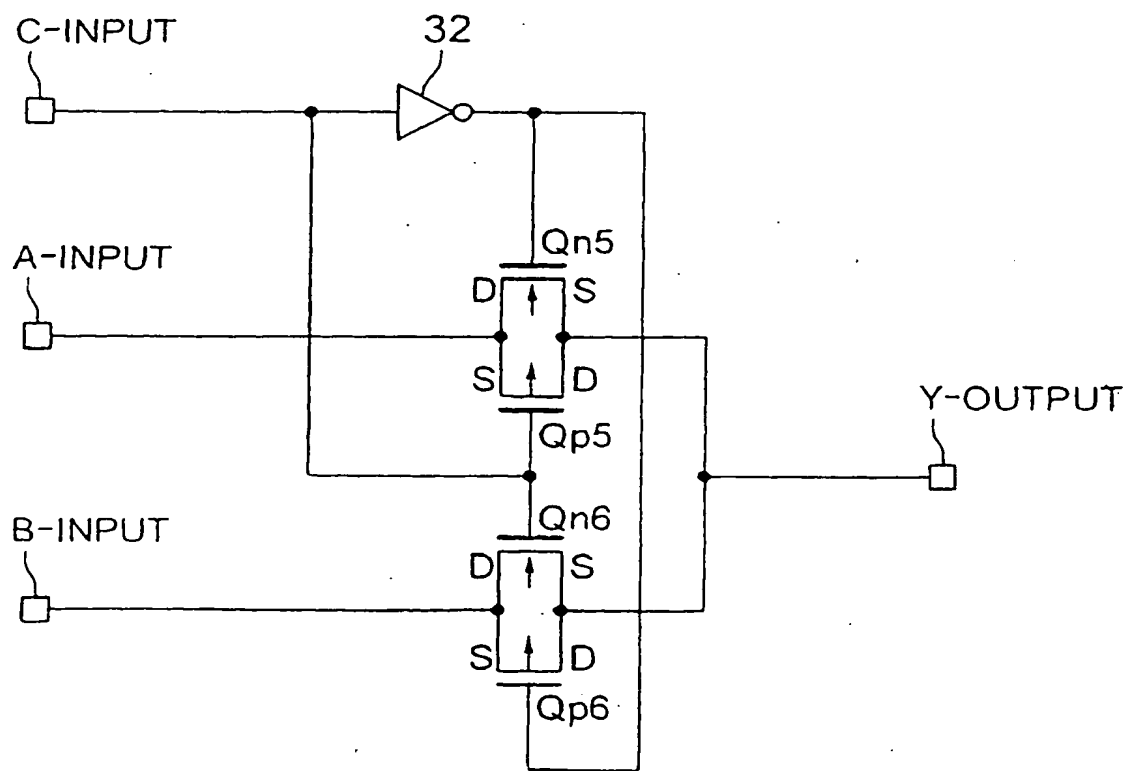 C-INPUT
32
Qn5
A-INPUT
D
S
S
D
Qp5
Y-OUTPUT
Qn6
B-INPUT
D
S
S
D
Qp6